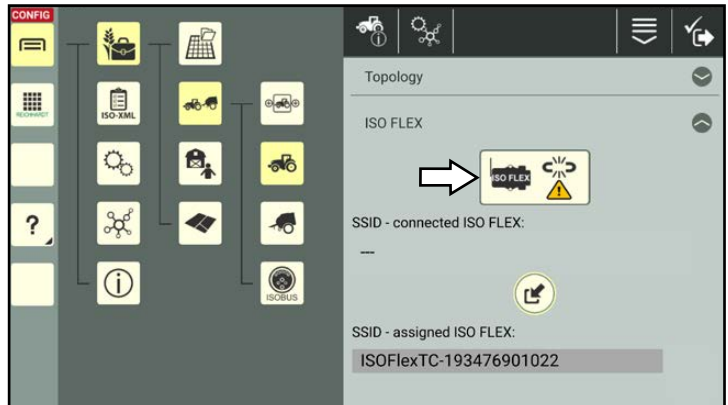 CONFIG
REICHHARDT
ISO-XML
?
ISOBUS
Topology
ISO FLEX
ISO FLEX
SSID - connected ISO FLEX:
---
SSID - assigned ISO FLEX:
ISOFlexTC-193476901022